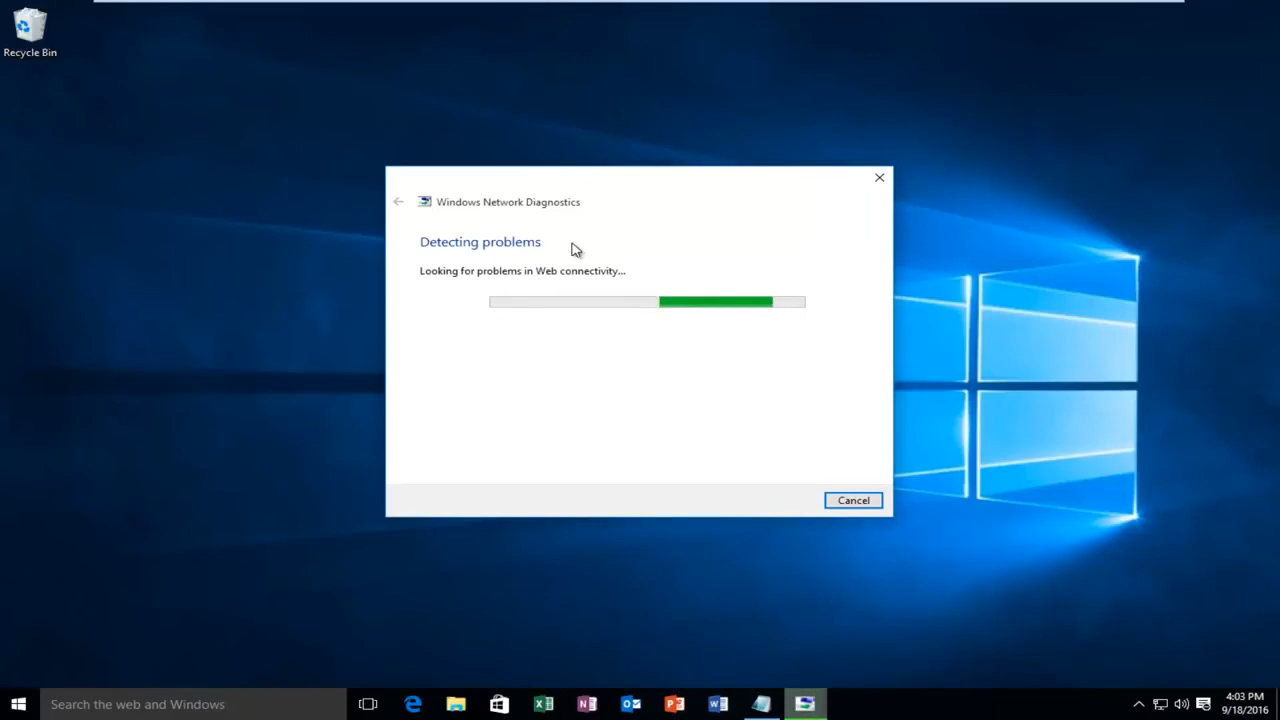 Recycle Bin
Windows Network Diagnostics
Detecting problems
Looking for problems in Web connectivity...
Cancel
Search the web and Windows
4:03 PM
9/18/2016